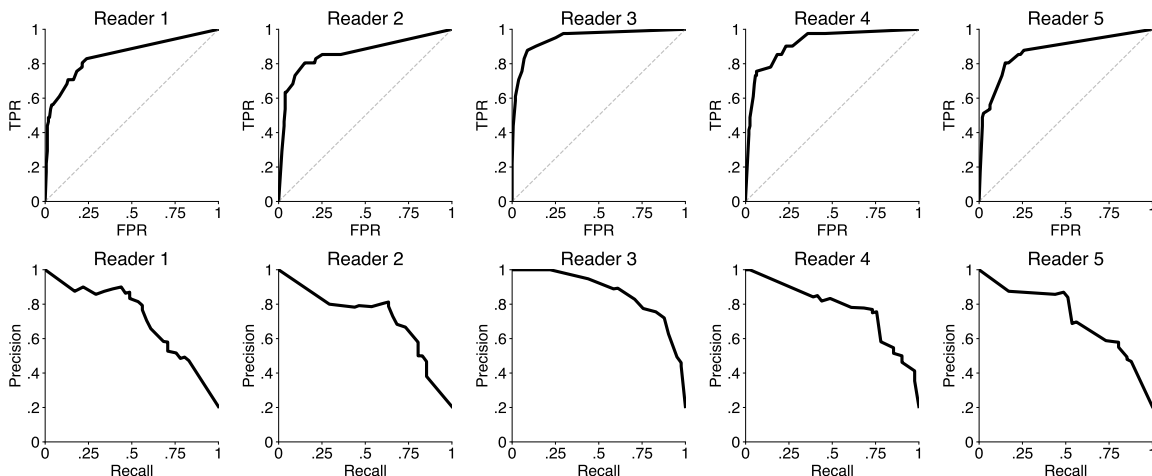 Reader 1 Reader 2 Reader 3 Reader 4 Reader 5
1 1 1 1 1
.8 .8 .8 .8 .8
.6 .6 .6 .6 .6
TPR TPR TPR TPR TPR
.4 .4 .4 .4 .4
.2 .2 .2 .2 .2
0 0 0 0 0
0 .25 .5 .75 1 0 .25 .5 .75 1 0 .25 .5 .75 1 0 .25 .5 .75 1 0 .25 .5 .75 1
FPR FPR FPR FPR FPR
Reader 1 Reader 2 Reader 3 Reader 4 Reader 5
1 1 1 1 1
.8 .8 .8 .8 .8
.6 .6 .6 .6 .6
Precision Precision Precision Precision Precision
.4 .4 .4 .4 .4
.2 .2 .2 .2 .2
0 0 0 0 0
0 .25 .5 .75 1 0 .25 .5 .75 1 0 .25 .5 .75 1 0 .25 .5 .75 1 0 .25 .5 .75 1
Recall Recall Recall Recall Recall